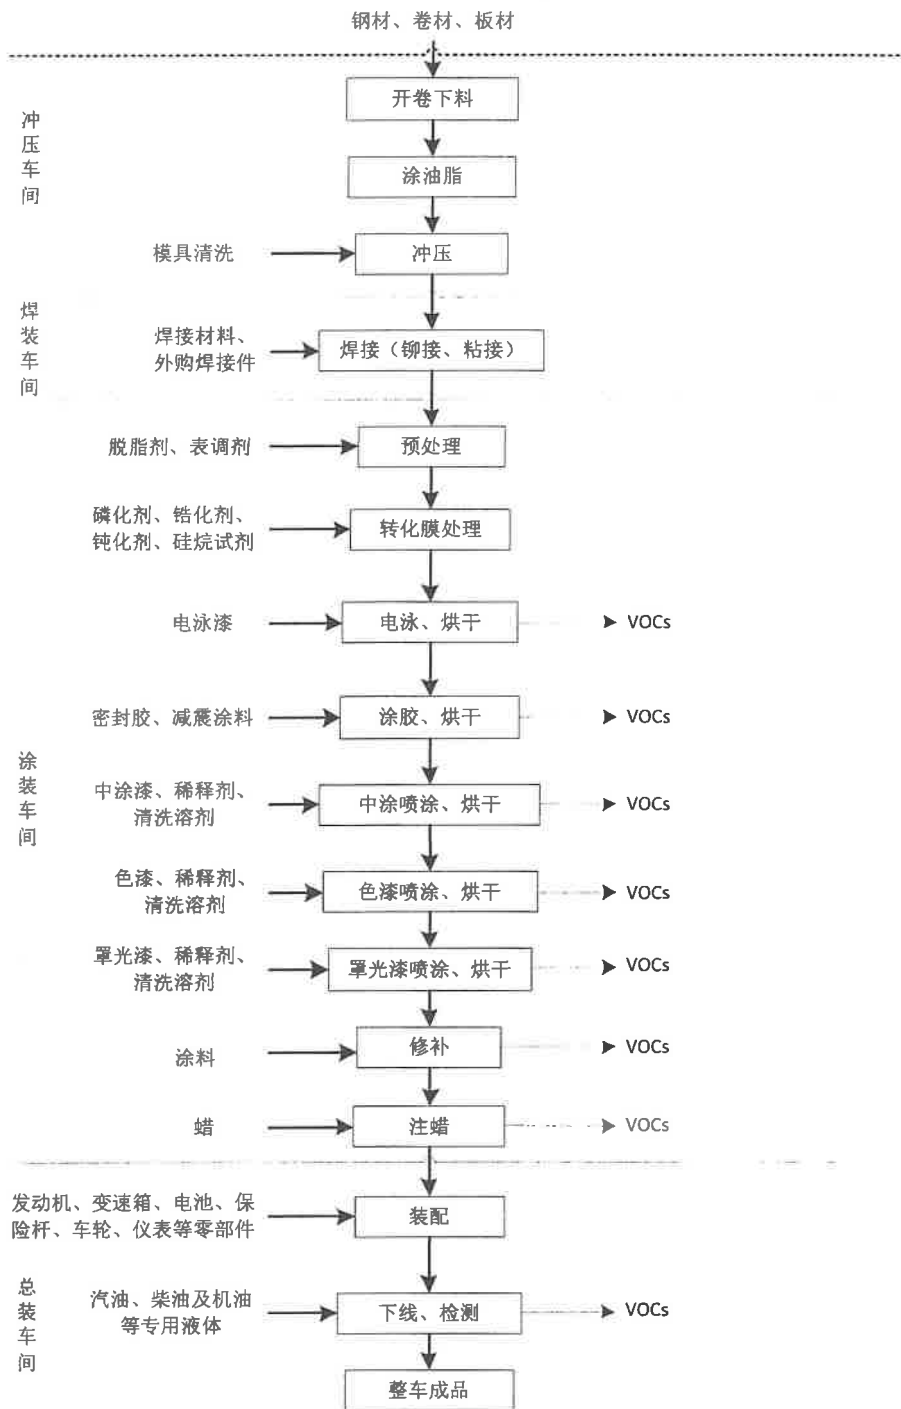 钢材、卷材、板材
冲压车间
开卷下料
涂油脂
模具清洗
冲压
焊装车间
焊接材料、
外购焊接件
焊接（铆接、粘接）
脱脂剂、表调剂
预处理
磷化剂、锆化剂、
钝化剂、硅烷试剂
转化膜处理
电泳漆
电泳、烘干
VOCs
密封胶、减震涂料
涂胶、烘干
VOCs
涂装车间
中涂漆、稀释剂、
清洗溶剂
中涂喷涂、烘干
VOCs
色漆、稀释剂、
清洗溶剂
色漆喷涂、烘干
VOCs
罩光漆、稀释剂、
清洗溶剂
罩光漆喷涂、烘干
VOCs
涂料
修补
VOCs
蜡
注蜡
VOCs
发动机、变速箱、电池、保
险杆、车轮、仪表等零部件
装配
总装车间
汽油、柴油及机油
等专用液体
下线、检测
VOCs
整车成品